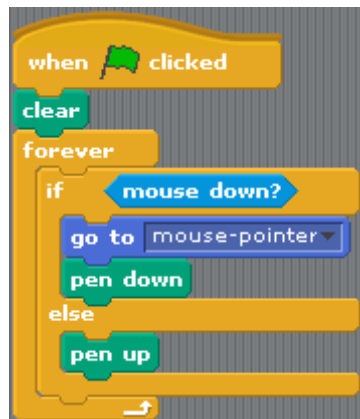 when clicked
clear
forever
if mouse down?
go to mouse-pointer
pen down
else
pen up